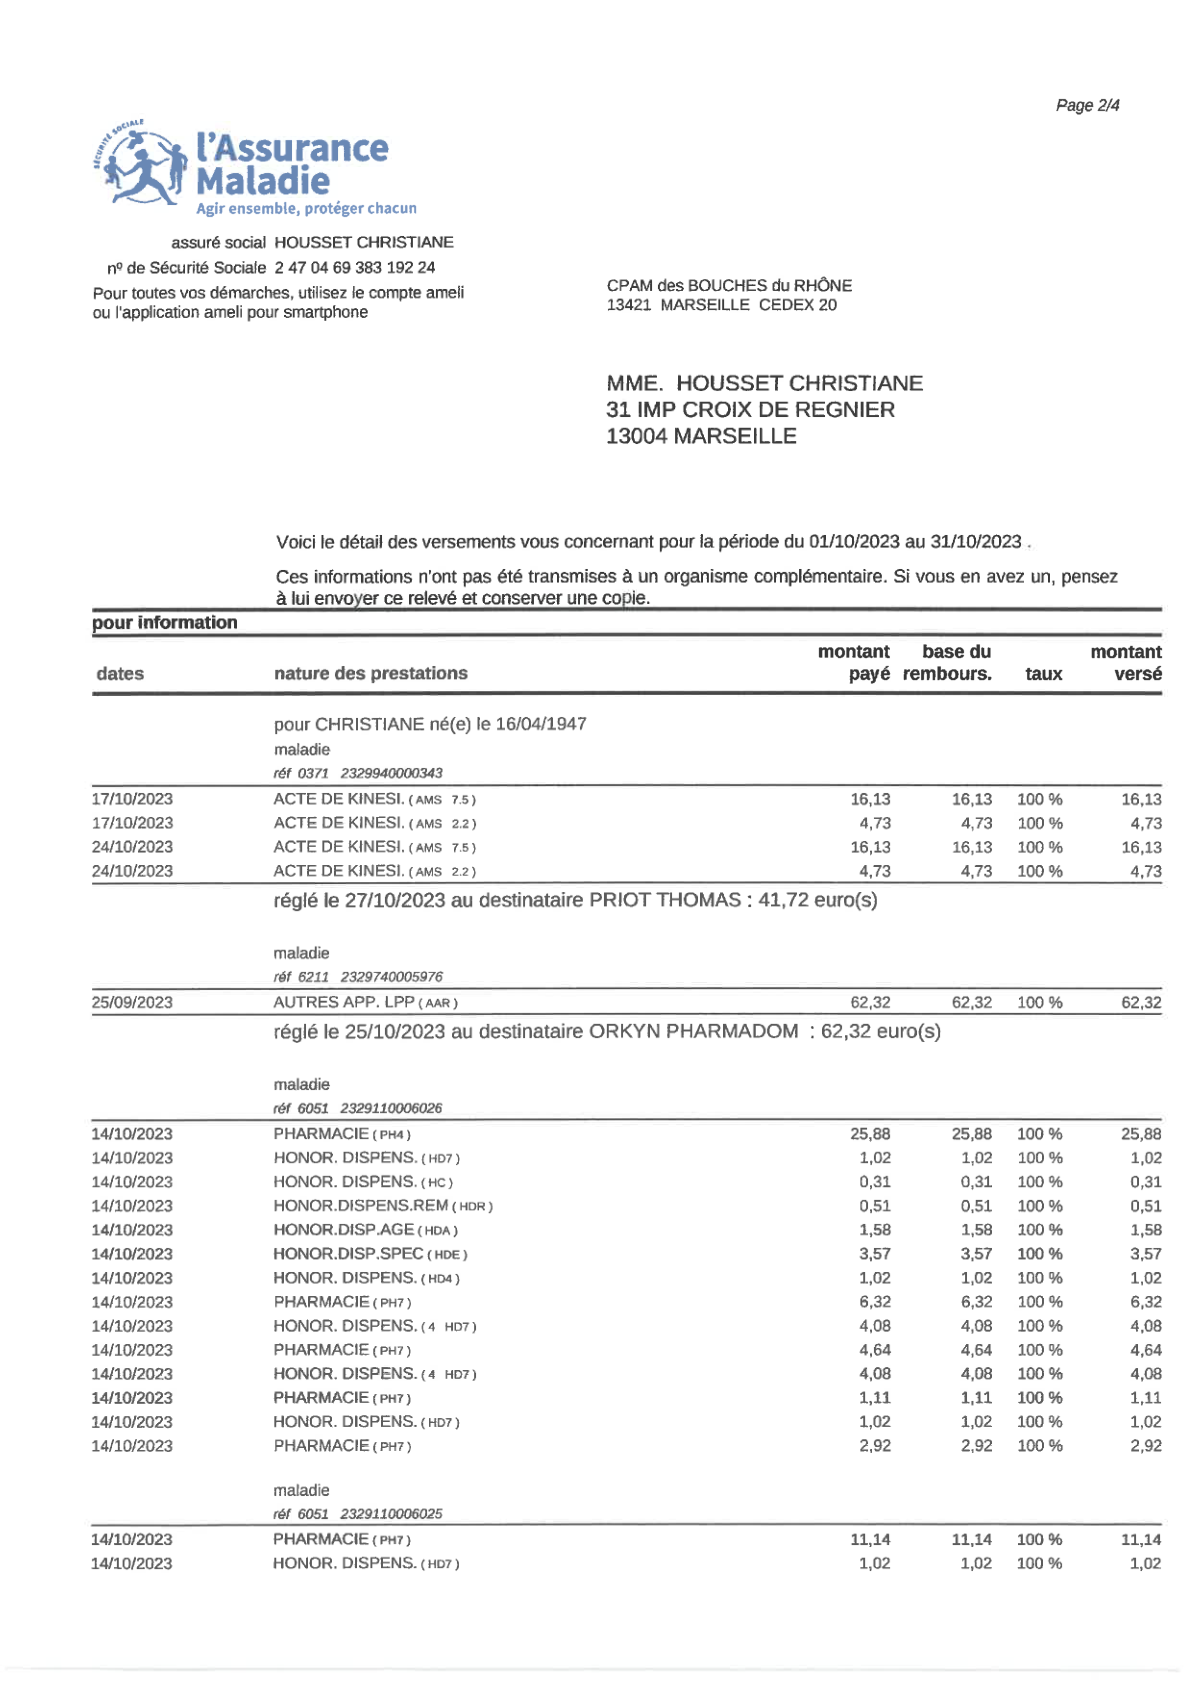 Page 2/4
SÉCURITÉ SOCIALE
l'Assurance
Maladie
Agir ensemble, protéger chacun
assuré social HOUSSET CHRISTIANE
nº de Sécurité Sociale 2 47 04 69 383 192 24
Pour toutes vos démarches, utilisez le compte ameli
ou l'application ameli pour smartphone
CPAM des BOUCHES du RHÔNE
13421 MARSEILLE CEDEX 20
MME. HOUSSET CHRISTIANE
31 IMP CROIX DE REGNIER
13004 MARSEILLE
Voici le détail des versements vous concernant pour la période du 01/10/2023 au 31/10/2023 .
Ces informations n'ont pas été transmises à un organisme complémentaire. Si vous en avez un, pensez
à lui envoyer ce relevé et conserver une copie.
pour information
dates nature des prestations montant payé base du rembours. taux montant versé
pour CHRISTIANE né(e) le 16/04/1947
maladie
réf 0371 2329940000343
17/10/2023 ACTE DE KINESI. ( AMS 7.5 ) 16,13 16,13 100 % 16,13
17/10/2023 ACTE DE KINESI. ( AMS 2.2 ) 4,73 4,73 100 % 4,73
24/10/2023 ACTE DE KINESI. ( AMS 7.5 ) 16,13 16,13 100 % 16,13
24/10/2023 ACTE DE KINESI. ( AMS 2.2 ) 4,73 4,73 100 % 4,73
réglé le 27/10/2023 au destinataire PRIOT THOMAS : 41,72 euro(s)
maladie
réf 6211 2329740005976
25/09/2023 AUTRES APP. LPP ( AAR ) 62,32 62,32 100 % 62,32
réglé le 25/10/2023 au destinataire ORKYN PHARMADOM : 62,32 euro(s)
maladie
réf 6051 2329110006026
14/10/2023 PHARMACIE ( PH4 ) 25,88 25,88 100 % 25,88
14/10/2023 HONOR. DISPENS. ( HD7 ) 1,02 1,02 100 % 1,02
14/10/2023 HONOR. DISPENS. ( HC ) 0,31 0,31 100 % 0,31
14/10/2023 HONOR.DISPENS.REM ( HDR ) 0,51 0,51 100 % 0,51
14/10/2023 HONOR.DISP.AGE ( HDA ) 1,58 1,58 100 % 1,58
14/10/2023 HONOR.DISP.SPEC ( HDE ) 3,57 3,57 100 % 3,57
14/10/2023 HONOR. DISPENS. ( HD4 ) 1,02 1,02 100 % 1,02
14/10/2023 PHARMACIE ( PH7 ) 6,32 6,32 100 % 6,32
14/10/2023 HONOR. DISPENS. ( 4 HD7 ) 4,08 4,08 100 % 4,08
14/10/2023 PHARMACIE ( PH7 ) 4,64 4,64 100 % 4,64
14/10/2023 HONOR. DISPENS. ( 4 HD7 ) 4,08 4,08 100 % 4,08
14/10/2023 PHARMACIE ( PH7 ) 1,11 1,11 100 % 1,11
14/10/2023 HONOR. DISPENS. ( HD7 ) 1,02 1,02 100 % 1,02
14/10/2023 PHARMACIE ( PH7 ) 2,92 2,92 100 % 2,92
maladie
réf 6051 2329110006025
14/10/2023 PHARMACIE ( PH7 ) 11,14 11,14 100 % 11,14
14/10/2023 HONOR. DISPENS. ( HD7 ) 1,02 1,02 100 % 1,02